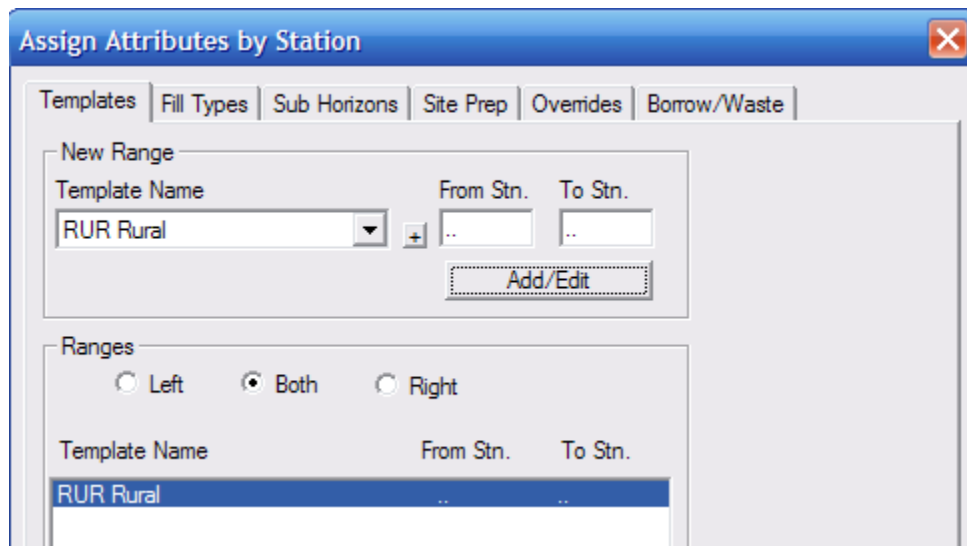 Assign Attributes by Station
Templates Fill Types Sub Horizons Site Prep Overrides Borrow/Waste
New Range
Template Name From Stn. To Stn.
RUR Rural + .. ..
Add/Edit
Ranges
Left Both Right
Template Name From Stn. To Stn.
RUR Rural .. ..